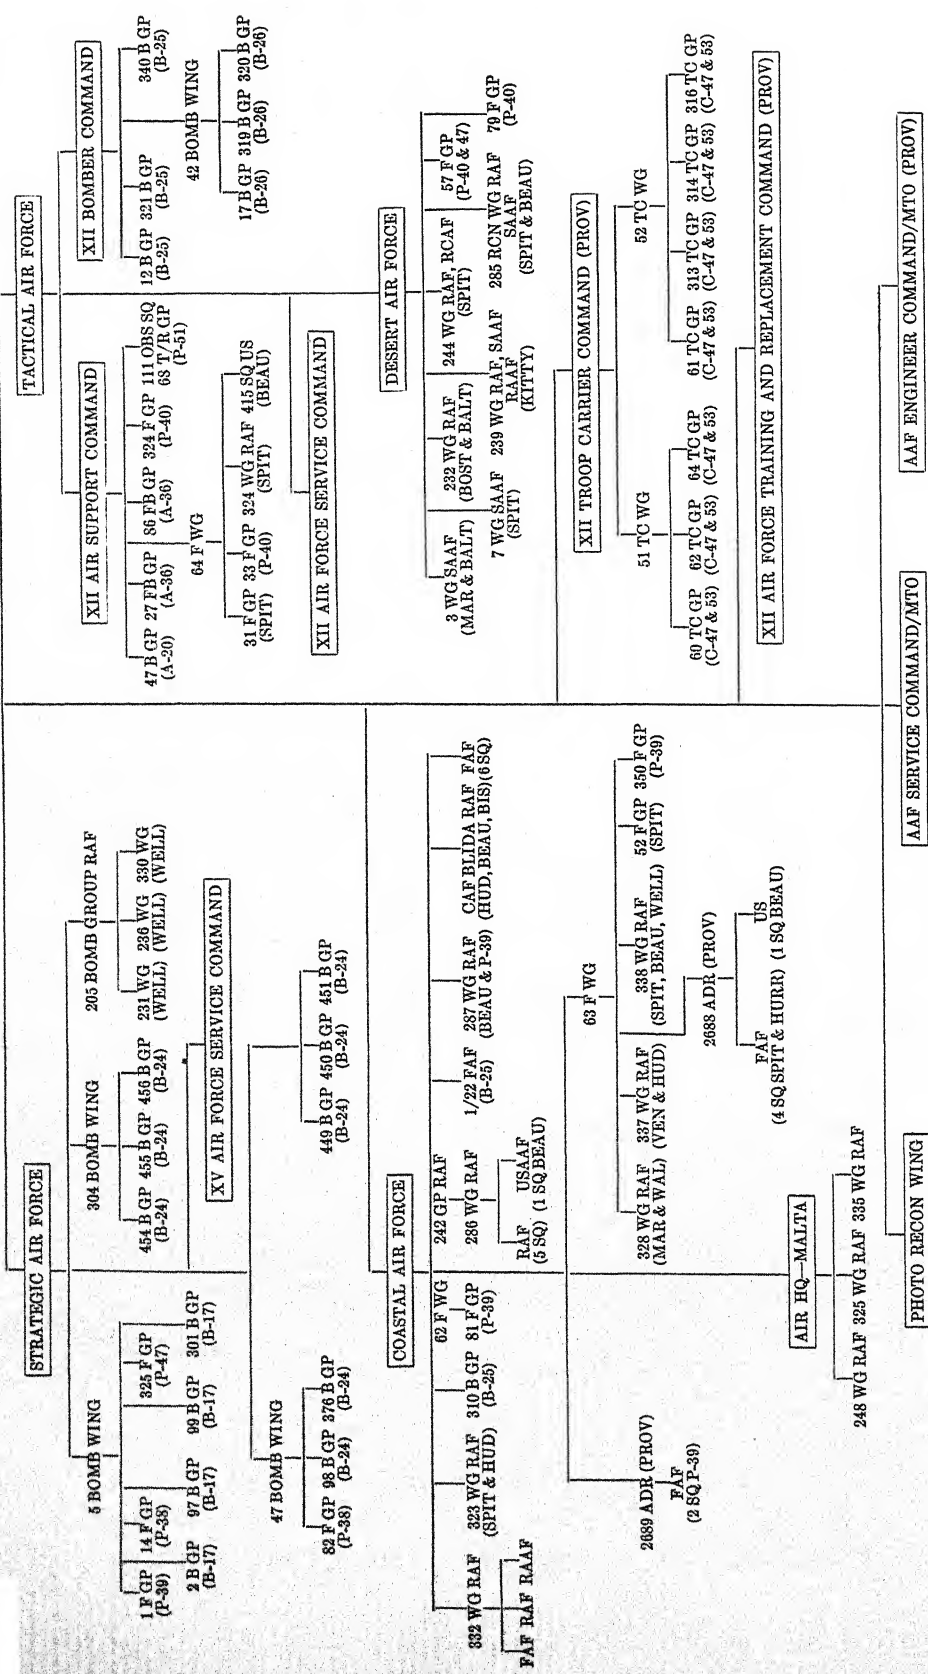 STRATEGIC AIR FORCE
5 BOMB WING
1 F GP
(P-39)
14 F GP
(P-38)
325 F GP
(P-47)
2 B GP
(B-17)
97 B GP
(B-17)
99 B GP
(B-17)
301 B GP
(B-17)
304 BOMB WING
454 B GP 455 B GP 456 B GP
(B-24) (B-24) (B-24)
205 BOMB GROUP RAF
231 WG 236 WG 330 WG
(WELL) (WELL) (WELL)
XV AIR FORCE SERVICE COMMAND
47 BOMB WING
82 F GP 98 B GP 376 B GP
(P-38) (B-24) (B-24)
449 B GP 450 B GP 451 B GP
(B-24) (B-24) (B-24)
TACTICAL AIR FORCE
XII AIR SUPPORT COMMAND
47 B GP 27 FB GP 86 FB GP 324 F GP 111 OBS SQ
(A-20) (A-36) (A-36) (P-40) 68 T/R GP
(P-51)
64 F WG
31 F GP 33 F GP 324 WG RAF 415 SQ US
(SPIT) (P-40) (SPIT) (BEAU)
XII BOMBER COMMAND
12 B GP 321 B GP 340 B GP
(B-25) (B-25) (B-25)
42 BOMB WING
17 B GP 319 B GP 320 B GP
(B-26) (B-26) (B-26)
XII AIR FORCE SERVICE COMMAND
DESERT AIR FORCE
3 WG SAAF
(MAR & BALT)
232 WG RAF
(BOST & BALT)
244 WG RAF, RCAF
(SPIT)
57 F GP
(P-40 & 47)
7 WG SAAF
(SPIT)
239 WG RAF, SAAF
RAAF
(KITTY)
285 RCN WG RAF
SAAF
(SPIT & BEAU)
79 F GP
(P-40)
COASTAL AIR FORCE
332 WG RAF
FAF RAF RAAF
323 WG RAF
(SPIT & HUD)
310 B GP
(B-25)
62 F WG
81 F GP
(P-39)
242 GP RAF
286 WG RAF
RAF USAAF
(5 SQ) (1 SQ BEAU)
1/22 FAF
(B-25)
287 WG RAF
(BEAU & P-39)
CAF BLIDA RAF
(HUD, BEAU, BIS)
FAF
(6 SQ)
2689 ADR (PROV)
FAF
(2 SQ P-39)
63 F WG
328 WG RAF
(MAR & WAL)
337 WG RAF
(VEN & HUD)
338 WG RAF
(SPIT, BEAU, WELL)
52 F GP
(SPIT)
350 F GP
(P-39)
2688 ADR (PROV)
FAF US
(4 SQ SPIT & HURR) (1 SQ BEAU)
XII TROOP CARRIER COMMAND (PROV)
51 TC WG
60 TC GP 62 TC GP 64 TC GP
(C-47 & 53) (C-47 & 53) (C-47 & 53)
52 TC WG
61 TC GP 313 TC GP 314 TC GP 316 TC GP
(C-47 & 53) (C-47 & 53) (C-47 & 53) (C-47 & 53)
XII AIR FORCE TRAINING AND REPLACEMENT COMMAND (PROV)
AIR HQ—MALTA
248 WG RAF 325 WG RAF 335 WG RAF
PHOTO RECON WING
AAF SERVICE COMMAND/MTO
AAF ENGINEER COMMAND/MTO (PROV)